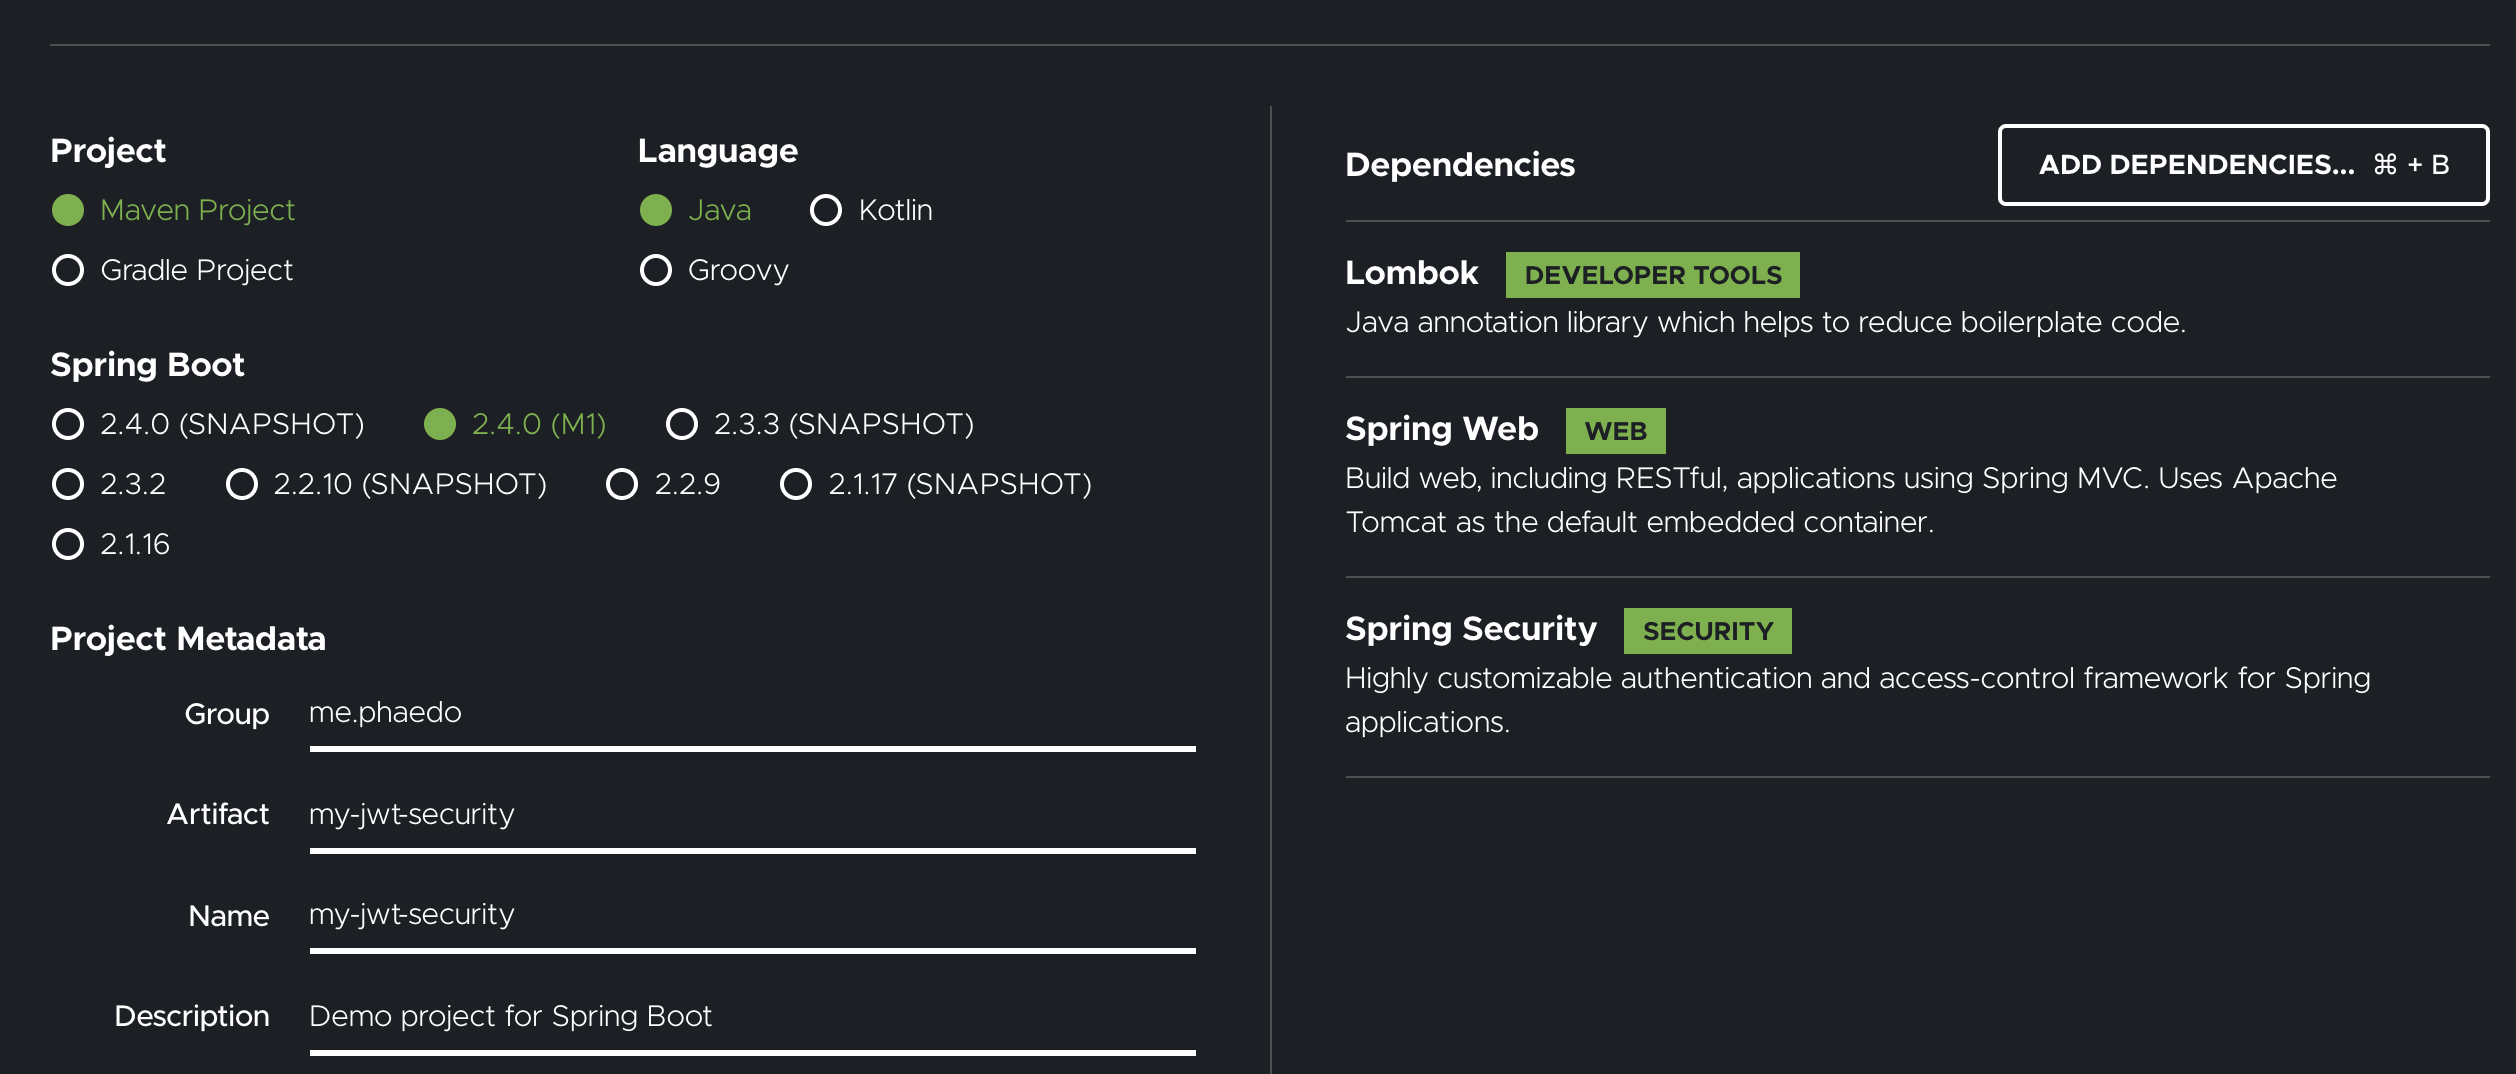 Project
Maven Project
Gradle Project
Language
Java Kotlin
Groovy
Spring Boot
2.4.0 (SNAPSHOT) 2.4.0 (M1) 2.3.3 (SNAPSHOT)
2.3.2 2.2.10 (SNAPSHOT) 2.2.9 2.1.17 (SNAPSHOT)
2.1.16
Project Metadata
Group me.phaedo
Artifact my-jwt-security
Name my-jwt-security
Description Demo project for Spring Boot
Dependencies
ADD DEPENDENCIES... ⌘ + B
Lombok DEVELOPER TOOLS
Java annotation library which helps to reduce boilerplate code.
Spring Web WEB
Build web, including RESTful, applications using Spring MVC. Uses Apache
Tomcat as the default embedded container.
Spring Security SECURITY
Highly customizable authentication and access-control framework for Spring
applications.